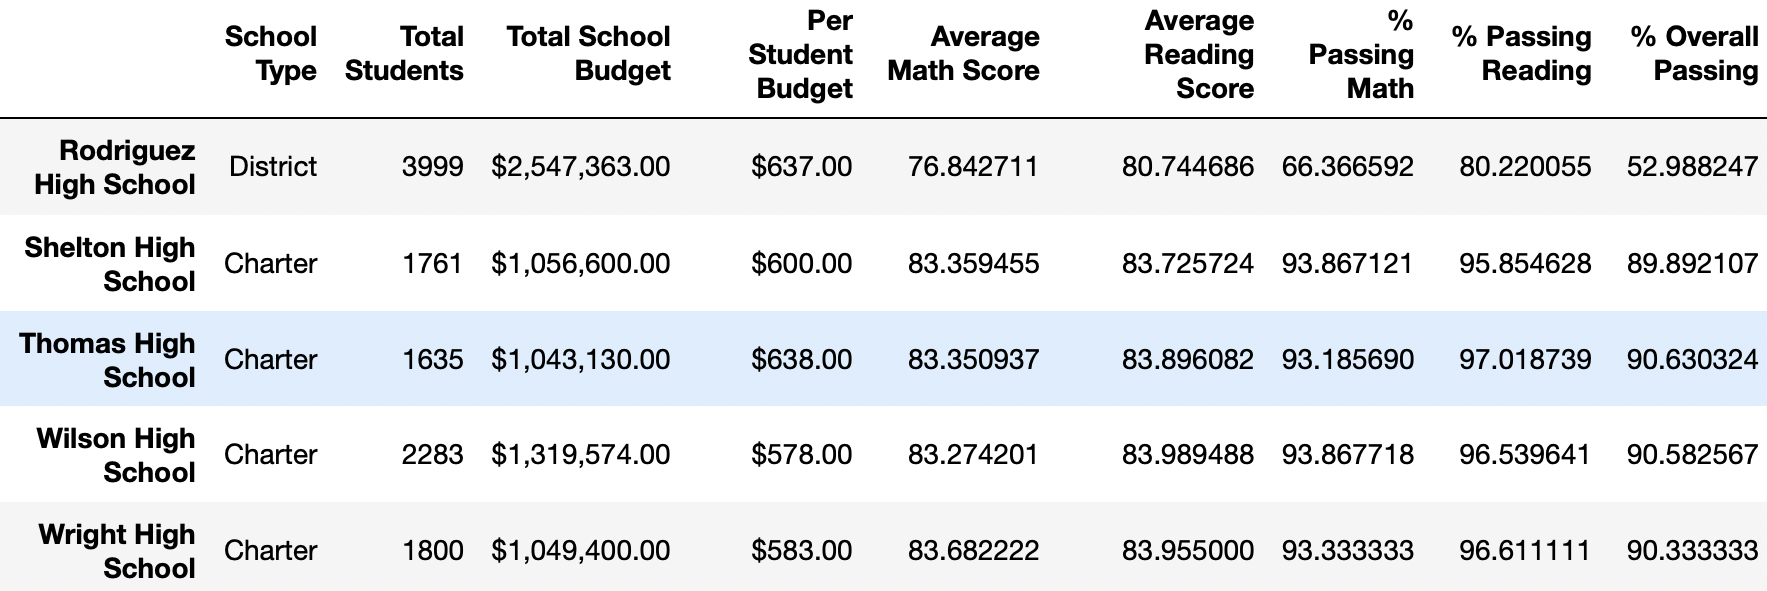 School Type Total Students Total School Budget Per Student Budget Average Math Score Average Reading Score % Passing Math % Passing Reading % Overall Passing
Rodriguez High School District 3999 $2,547,363.00 $637.00 76.842711 80.744686 66.366592 80.220055 52.988247
Shelton High School Charter 1761 $1,056,600.00 $600.00 83.359455 83.725724 93.867121 95.854628 89.892107
Thomas High School Charter 1635 $1,043,130.00 $638.00 83.350937 83.896082 93.185690 97.018739 90.630324
Wilson High School Charter 2283 $1,319,574.00 $578.00 83.274201 83.989488 93.867718 96.539641 90.582567
Wright High School Charter 1800 $1,049,400.00 $583.00 83.682222 83.955000 93.333333 96.611111 90.333333